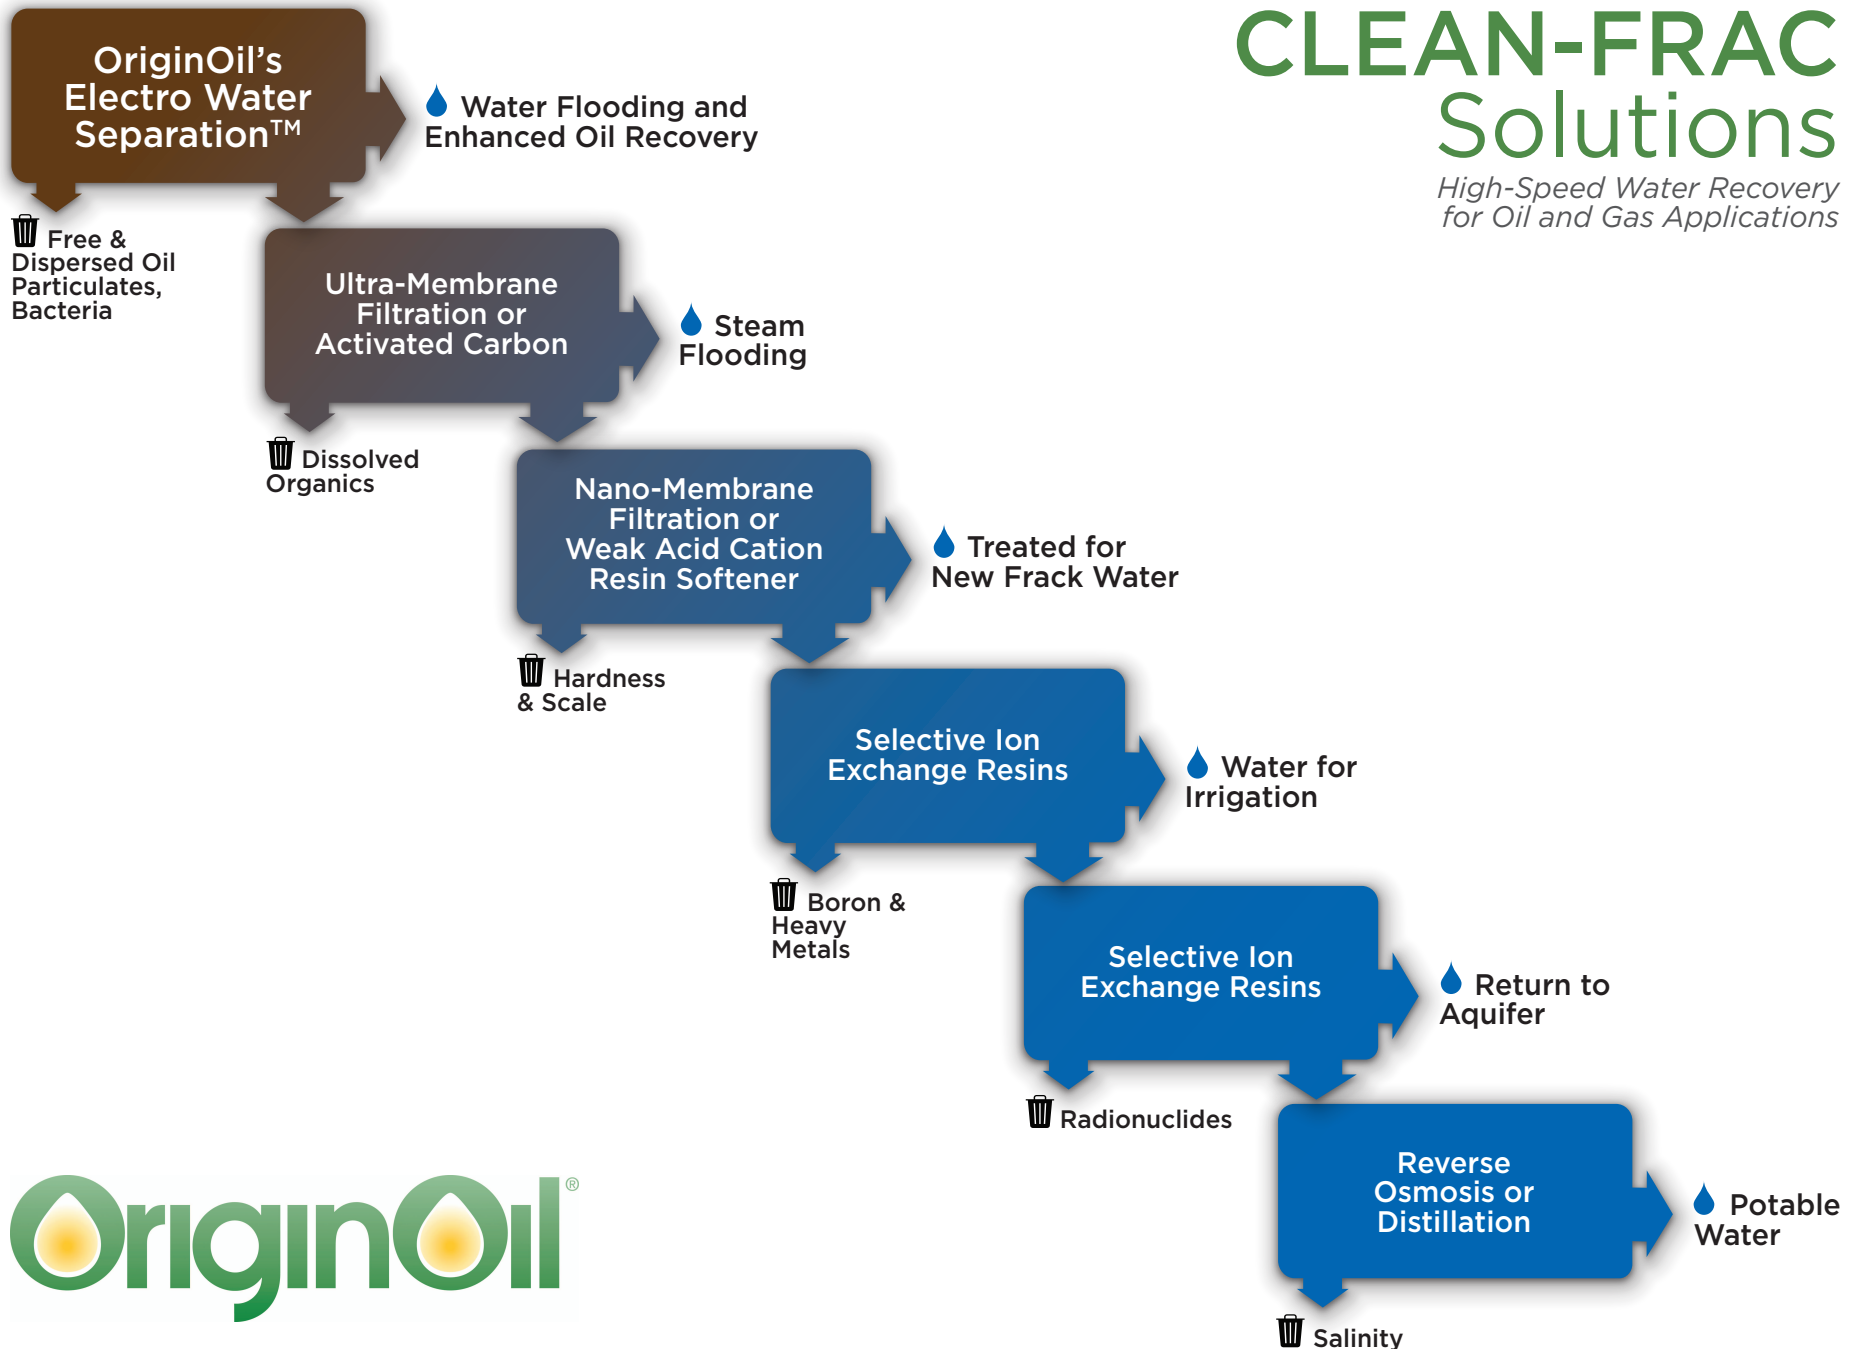 CLEAN-FRAC
Solutions
High-Speed Water Recovery
for Oil and Gas Applications
OriginOil’s
Electro Water
Separation™
Water Flooding and
Enhanced Oil Recovery
Free &
Dispersed Oil
Particulates,
Bacteria
Ultra-Membrane
Filtration or
Activated Carbon
Steam
Flooding
Dissolved
Organics
Nano-Membrane
Filtration or
Weak Acid Cation
Resin Softener
Treated for
New Frack Water
Hardness
& Scale
Selective Ion
Exchange Resins
Water for
Irrigation
Boron &
Heavy
Metals
Selective Ion
Exchange Resins
Return to
Aquifer
Radionuclides
Reverse
Osmosis or
Distillation
Potable
Water
Salinity
OriginOil®